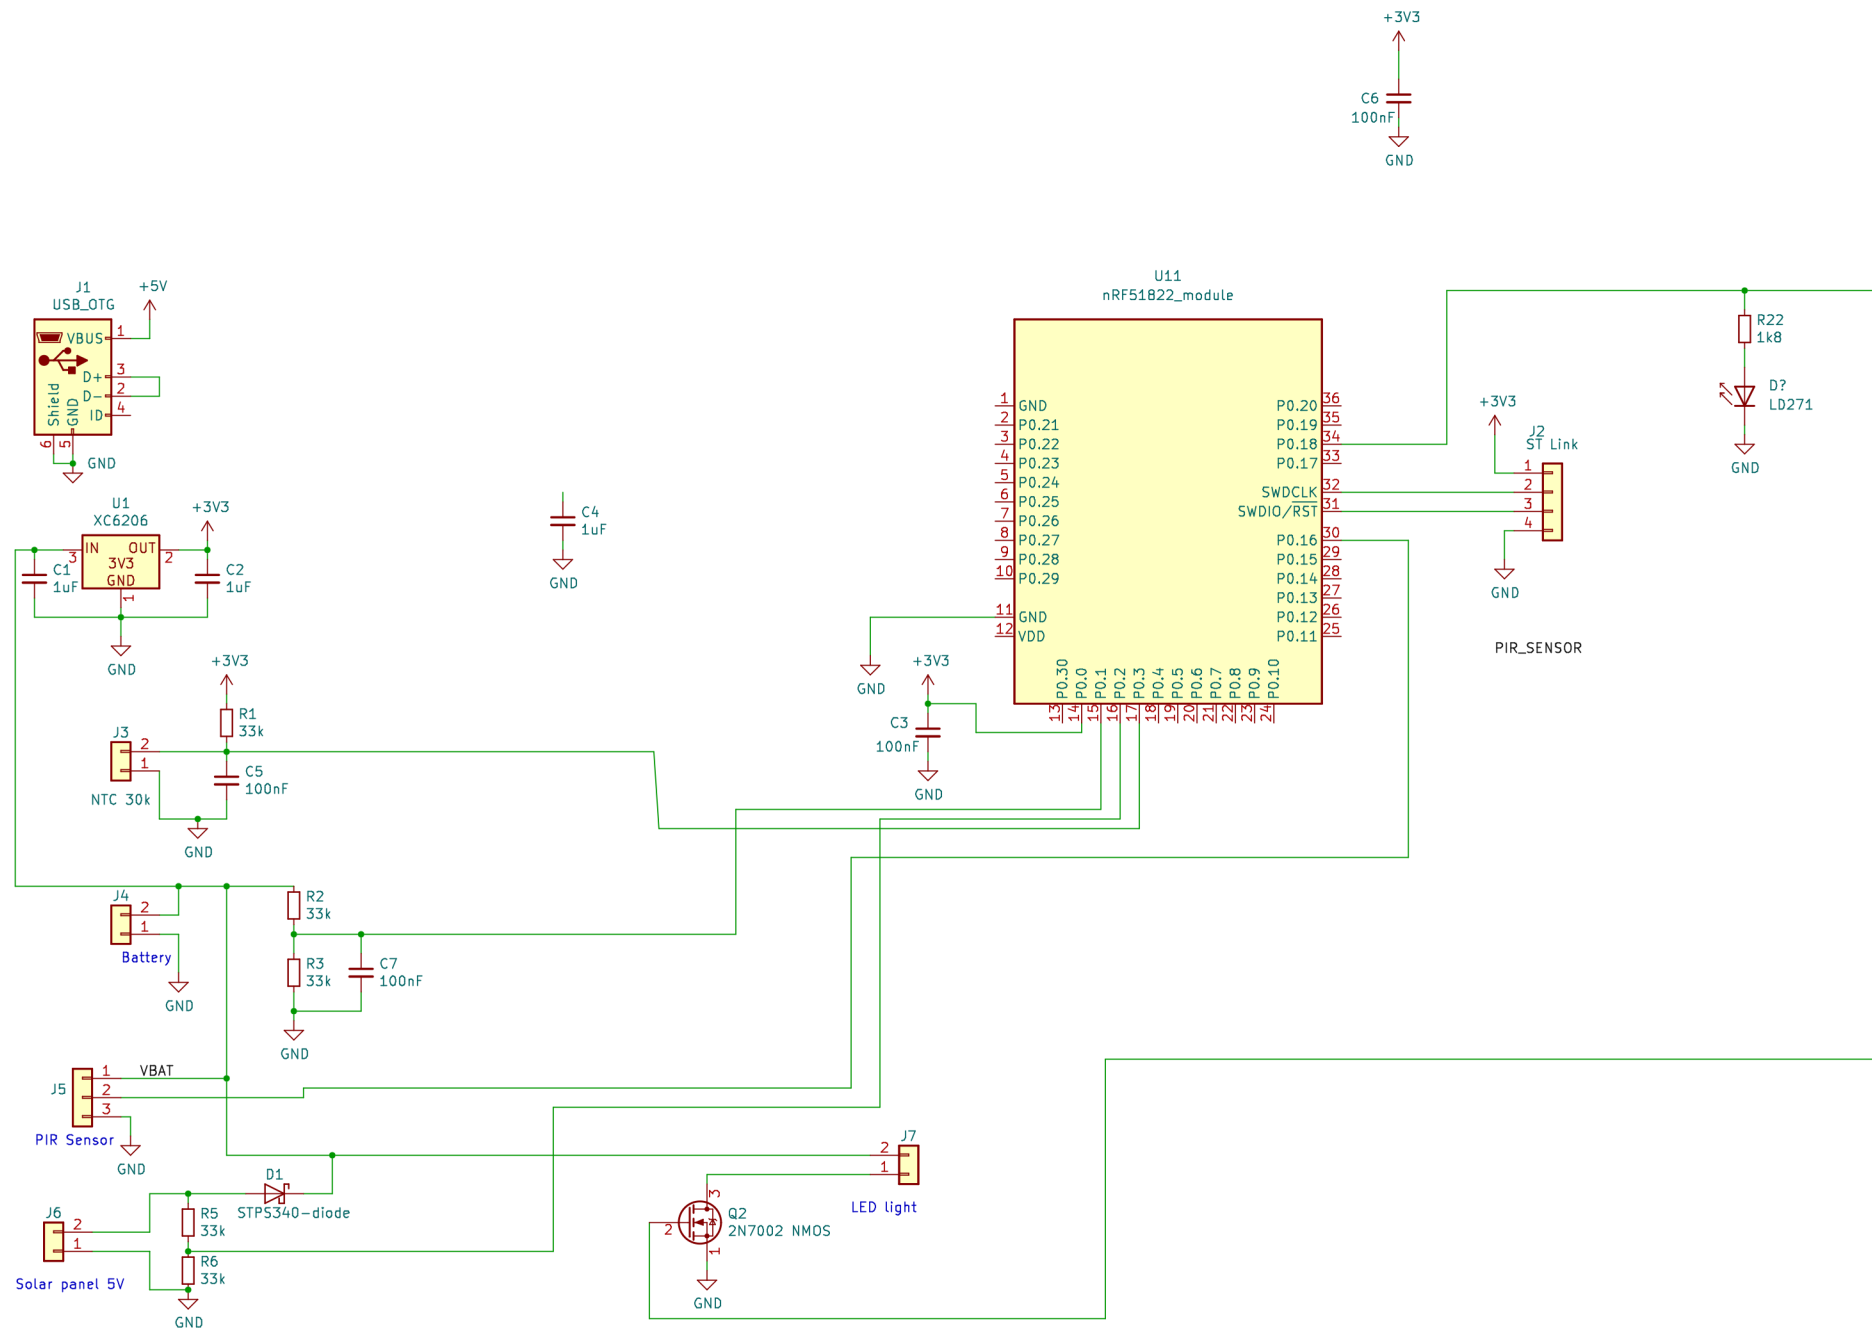 +3V3
C6
100nF
GND
J1
USB_OTG
+5V
VBUS 1
D+ 3
D- 2
ID 4
Shield
GND
6
5
GND
U1
XC6206
+3V3
IN
OUT
3
2
3V3
GND
1
C1
1uF
C2
1uF
GND
C4
1uF
GND
U11
nRF51822_module
1 GND
2 P0.21
3 P0.22
4 P0.23
5 P0.24
6 P0.25
7 P0.26
8 P0.27
9 P0.28
10 P0.29
11 GND
12 VDD
P0.20 36
P0.19 35
P0.18 34
P0.17 33
SWDCLK 32
SWDIO/RST 31
P0.16 30
P0.15 29
P0.14 28
P0.13 27
P0.12 26
P0.11 25
P0.30 13
P0.0 14
P0.1 15
P0.2 16
P0.3 17
P0.4 18
P0.5 19
P0.6 20
P0.7 21
P0.8 22
P0.9 23
P0.10 24
R22
1k8
D?
LD271
GND
+3V3
J2
ST Link
1
2
3
4
GND
PIR_SENSOR
+3V3
R1
33k
J3
2
1
C5
100nF
NTC 30k
GND
GND
+3V3
C3
100nF
GND
J4
2
1
Battery
GND
R2
33k
R3
33k
C7
100nF
GND
J5
VBAT
1
2
3
PIR Sensor
GND
D1
STPS340-diode
J6
2
1
R5
33k
R6
33k
Solar panel 5V
GND
J7
2
1
LED light
3
2
1
Q2
2N7002 NMOS
GND